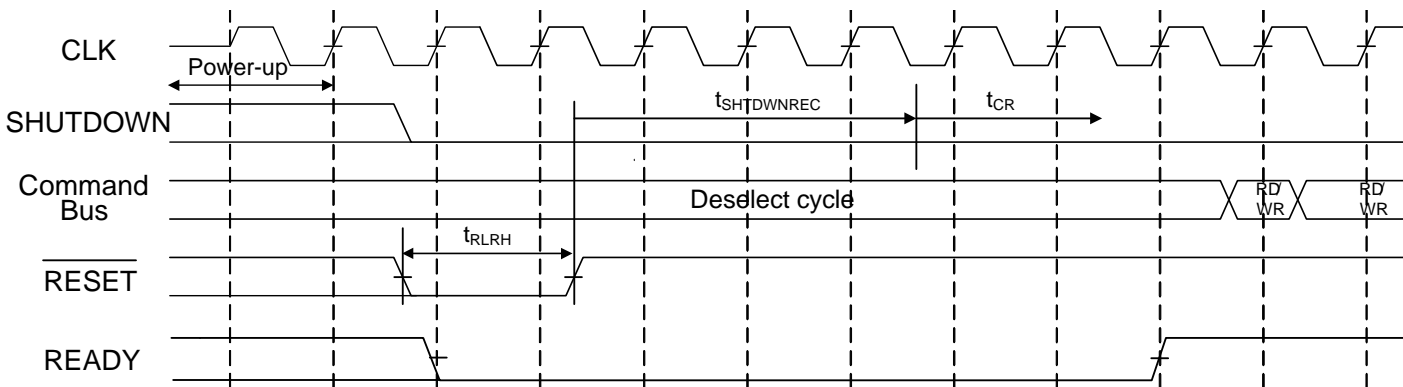 CLK
Power-up
SHUTDOWN
tSHTDWNREC
tCR
Command
Bus
Deselect cycle
RD/
WR
RD/
WR
tRLRH
RESET
READY